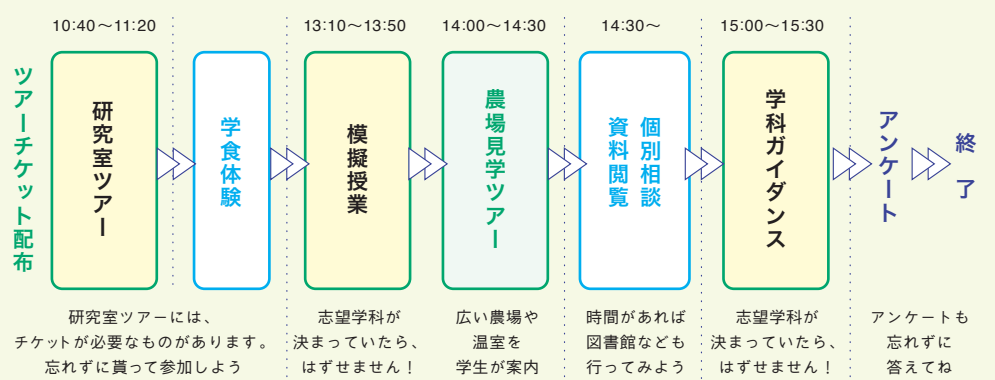 ツアーチケット配布
10:40〜11:20
研究室ツアー
研究室ツアーには、
チケットが必要なものがあります。
忘れずに貰って参加しよう
学食体験
13:10〜13:50
模擬授業
志望学科が
決まっていたら、
はずせません！
14:00〜14:30
農場見学ツアー
広い農場や
温室を
学生が案内
14:30〜
個別相談
資料閲覧
時間があれば
図書館なども
行ってみよう
15:00〜15:30
学科ガイダンス
志望学科が
決まっていたら、
はずせません！
アンケート
アンケートも
忘れずに
答えてね
終了